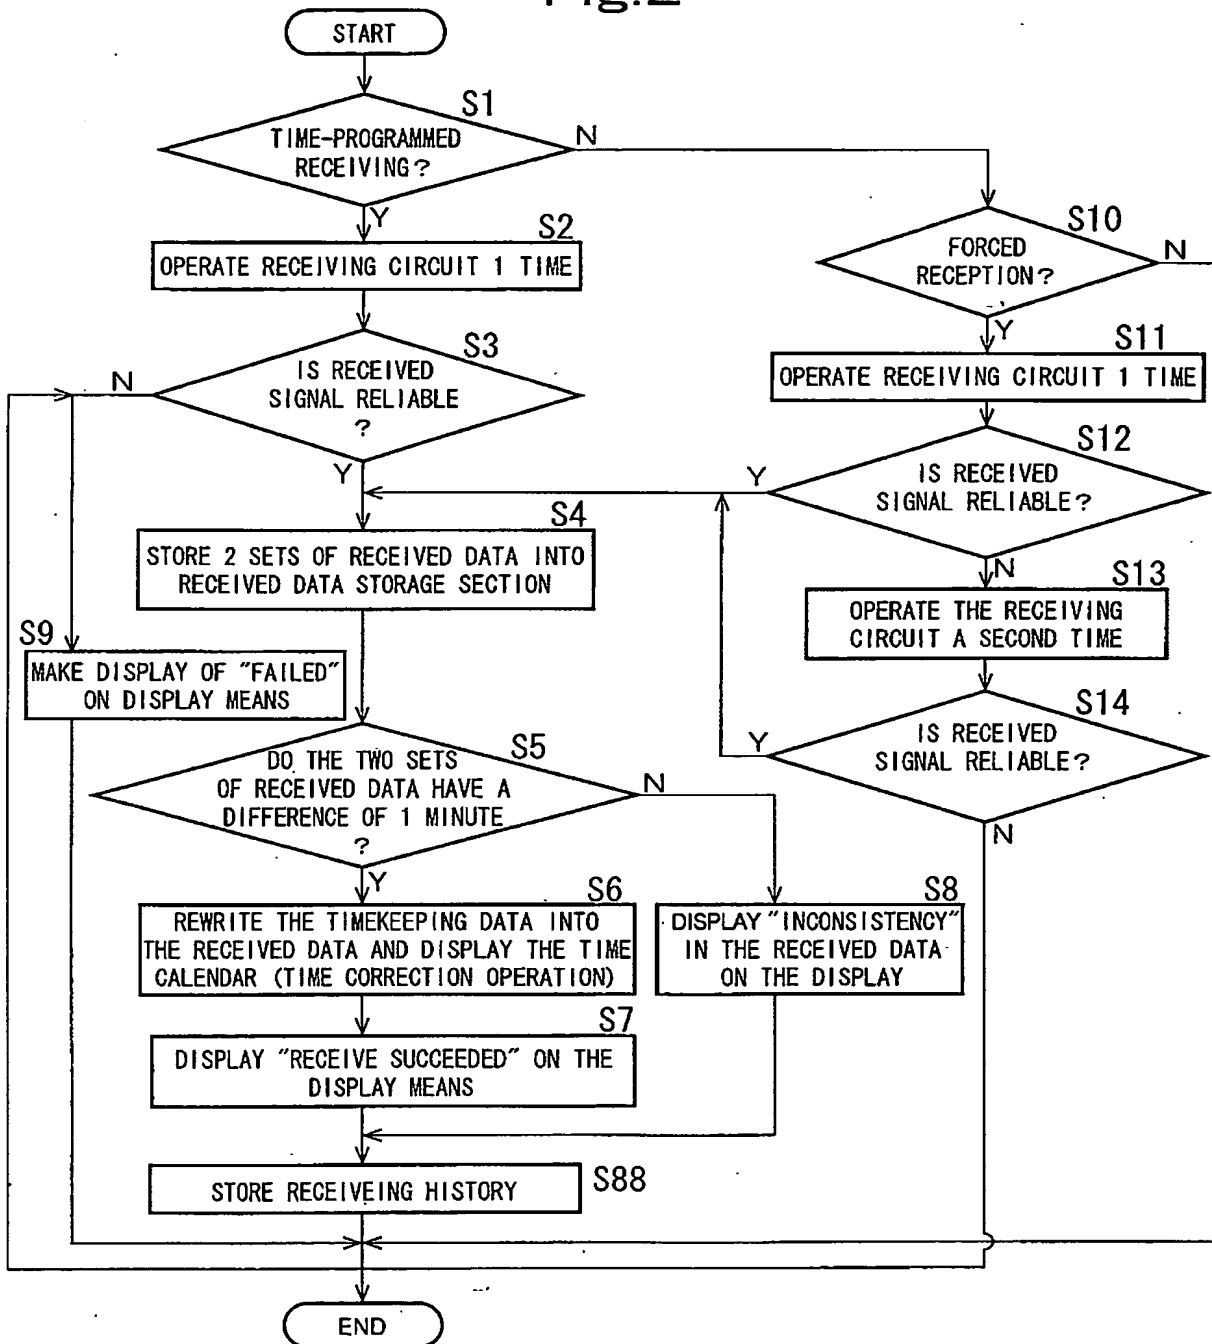 Fig.2
START
S1
TIME-PROGRAMMED
RECEIVING?
N
Y
S2
OPERATE RECEIVING CIRCUIT 1 TIME
S3
IS RECEIVED
SIGNAL RELIABLE
?
N
Y
S4
STORE 2 SETS OF RECEIVED DATA INTO
RECEIVED DATA STORAGE SECTION
S9
MAKE DISPLAY OF "FAILED"
ON DISPLAY MEANS
S5
DO THE TWO SETS
OF RECEIVED DATA HAVE A
DIFFERENCE OF 1 MINUTE
?
N
Y
S6
REWRITE THE TIMEKEEPING DATA INTO
THE RECEIVED DATA AND DISPLAY THE TIME
CALENDAR (TIME CORRECTION OPERATION)
S8
DISPLAY "INCONSISTENCY"
IN THE RECEIVED DATA
ON THE DISPLAY
S7
DISPLAY "RECEIVE SUCCEEDED" ON THE
DISPLAY MEANS
STORE RECEIVEING HISTORY
S88
END
S10
FORCED
RECEPTION?
N
Y
S11
OPERATE RECEIVING CIRCUIT 1 TIME
S12
IS RECEIVED
SIGNAL RELIABLE?
Y
N
S13
OPERATE THE RECEIVING
CIRCUIT A SECOND TIME
S14
IS RECEIVED
SIGNAL RELIABLE?
Y
N